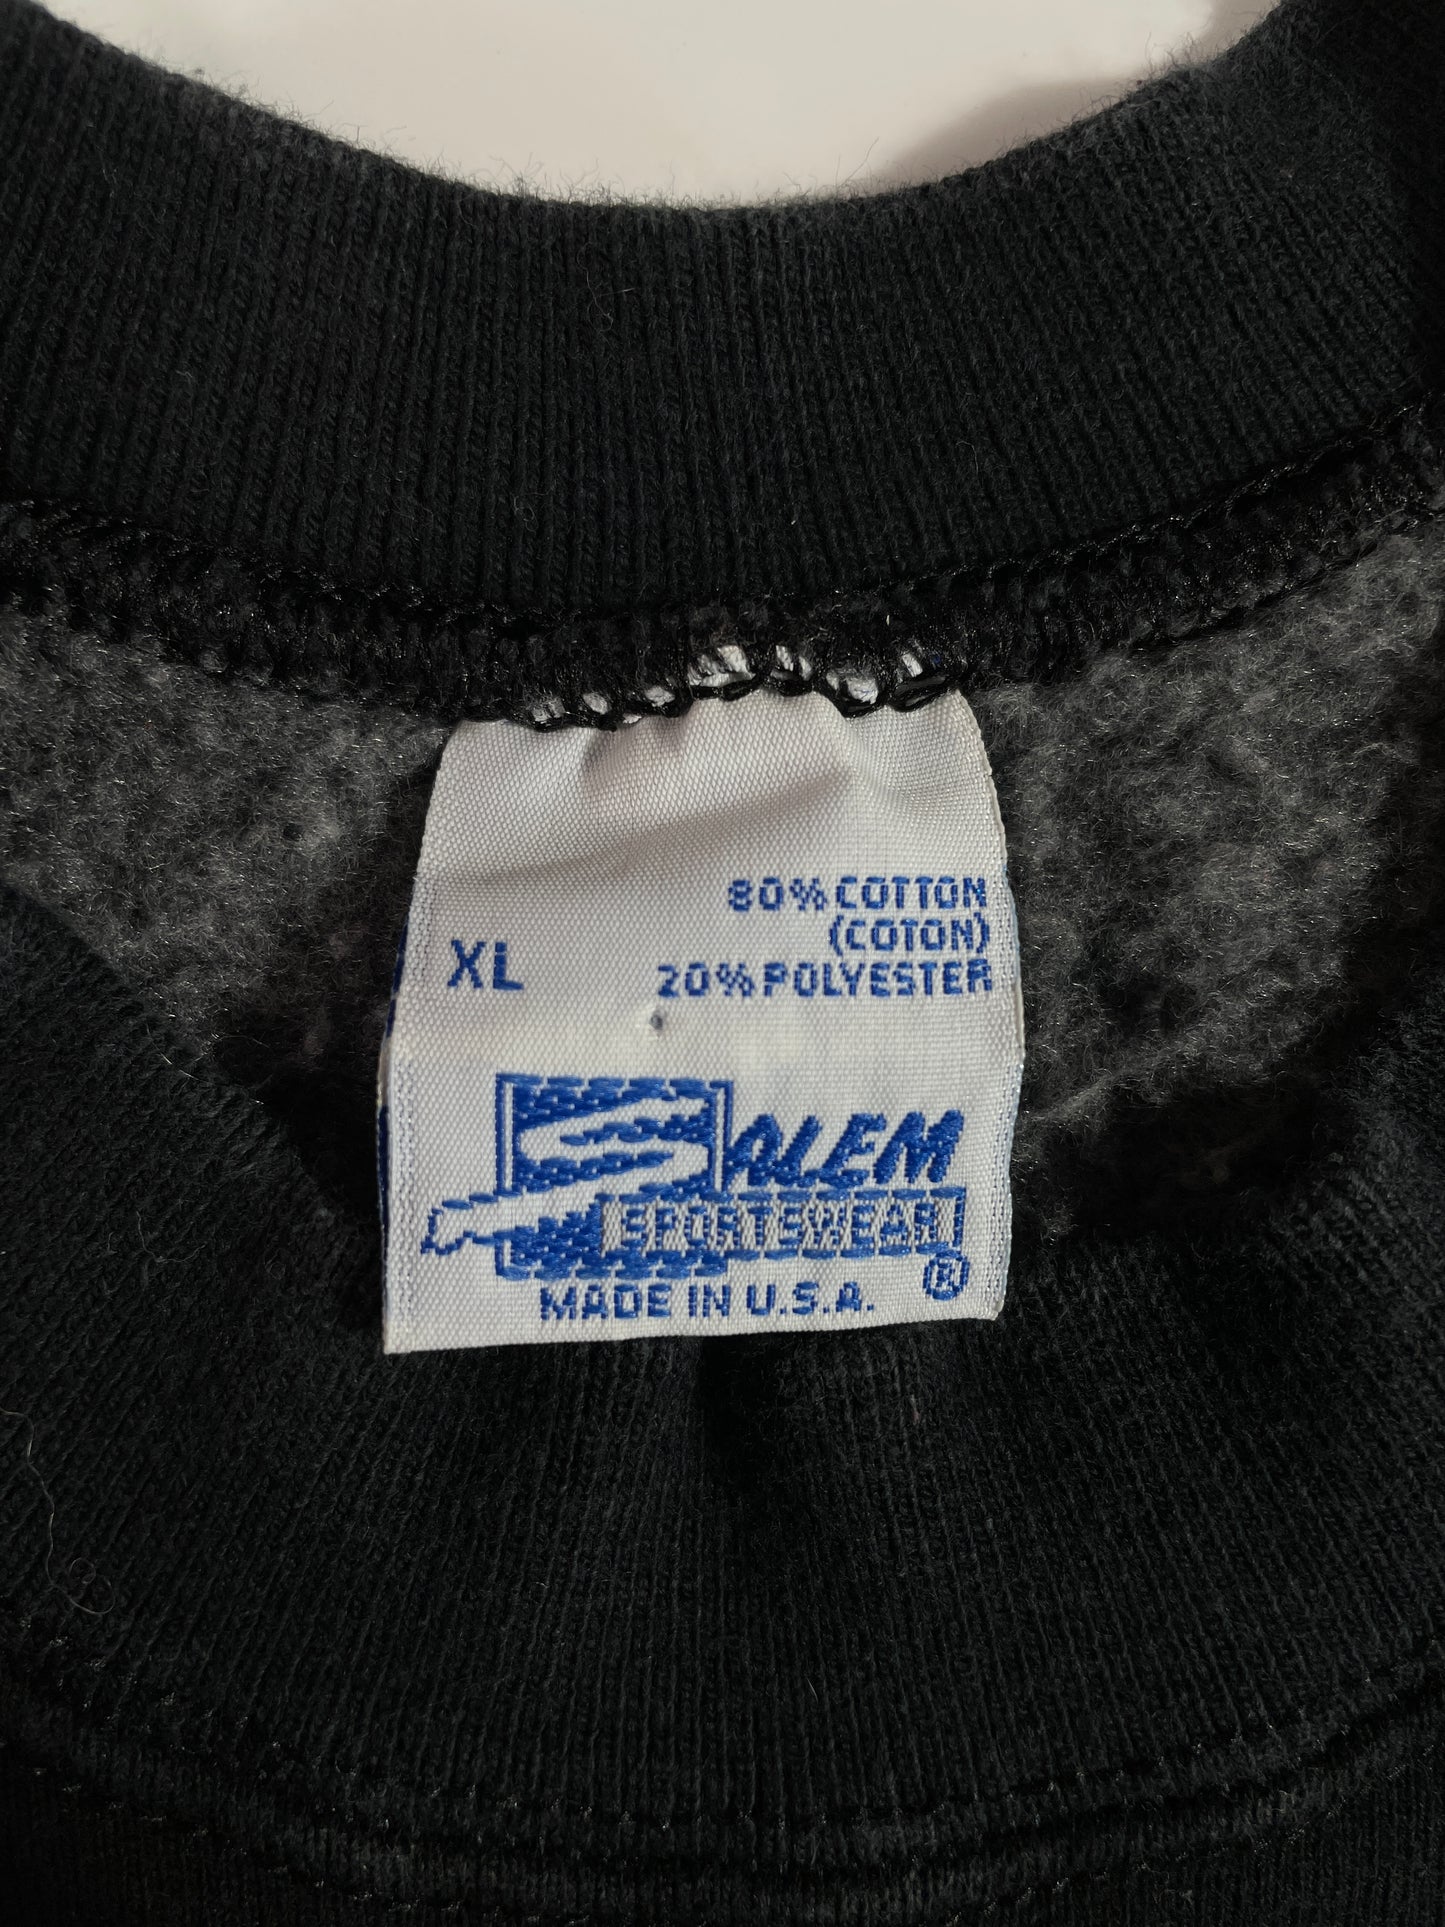 80% COTTON
(COTON)
XL 20% POLYESTER
SALEM
SPORTSWEAR
®
MADE IN U.S.A.